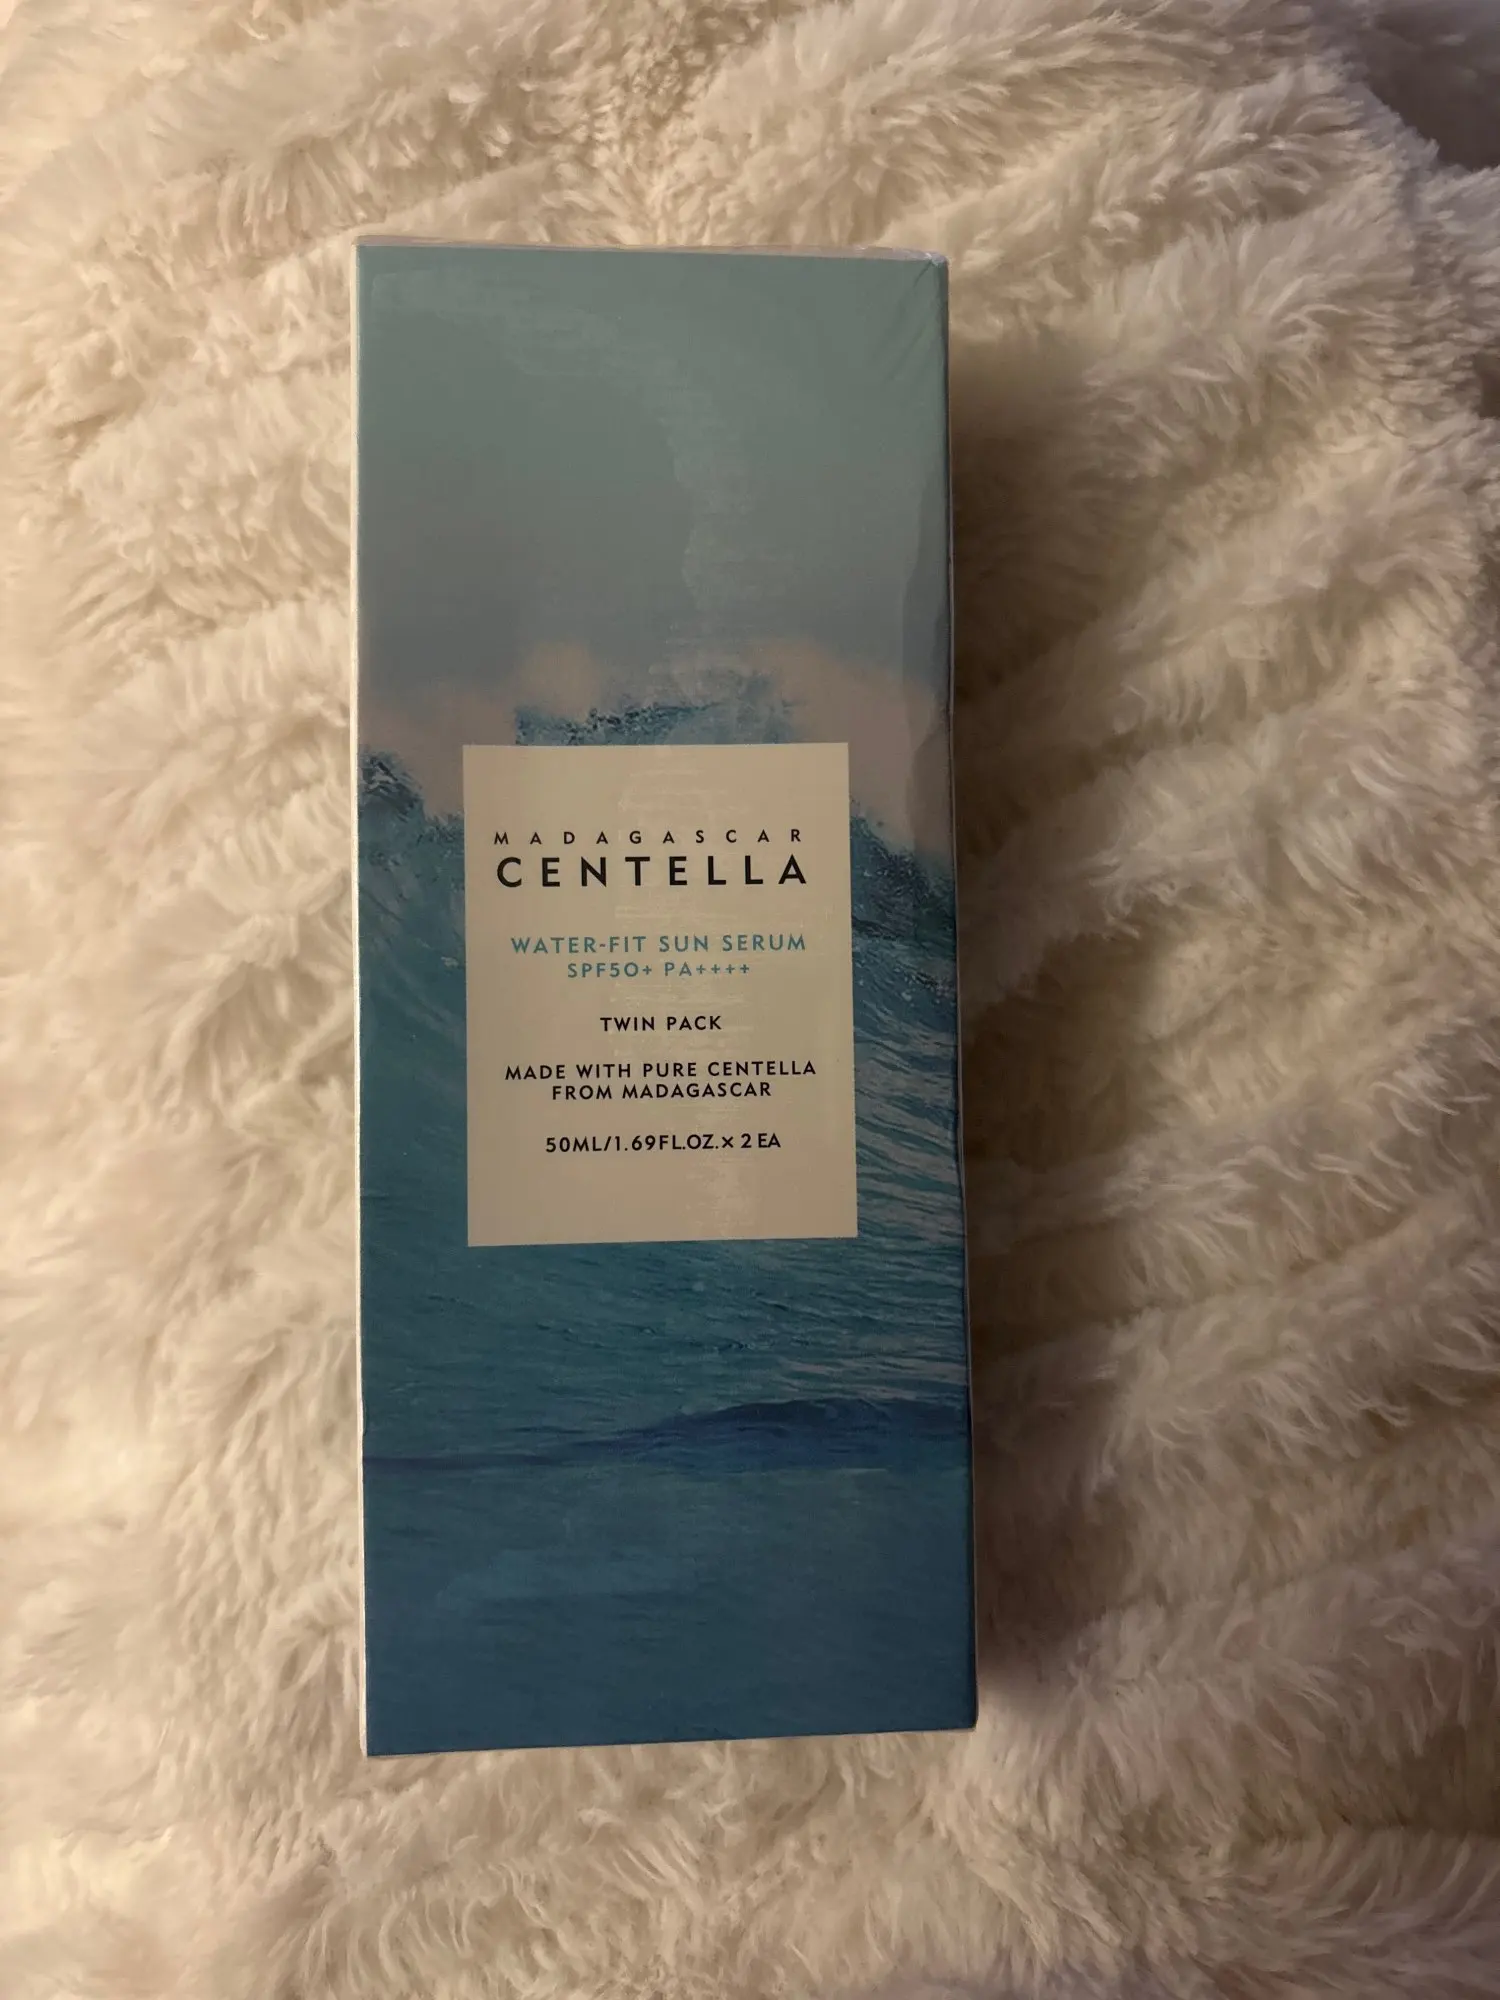 MADAGASCAR
CENTELLA
WATER-FIT SUN SERUM
SPF50+ PA++++
TWIN PACK
MADE WITH PURE CENTELLA
FROM MADAGASCAR
50ML/1.69FL.OZ.x 2 EA